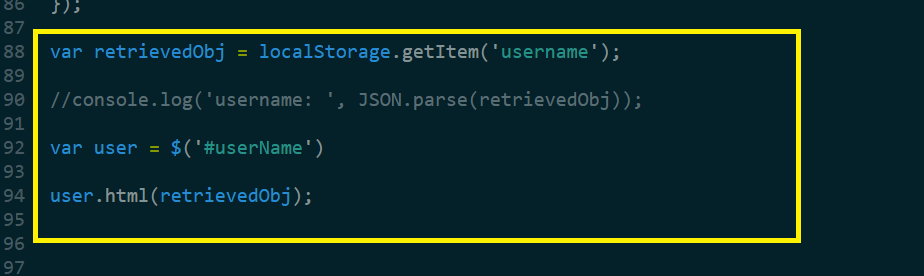 86 });
87
88 var retrievedObj = localStorage.getItem('username');
89
90 //console.log('username: ', JSON.parse(retrievedObj));
91
92 var user = $('#userName')
93
94 user.html(retrievedObj);
95
96
97